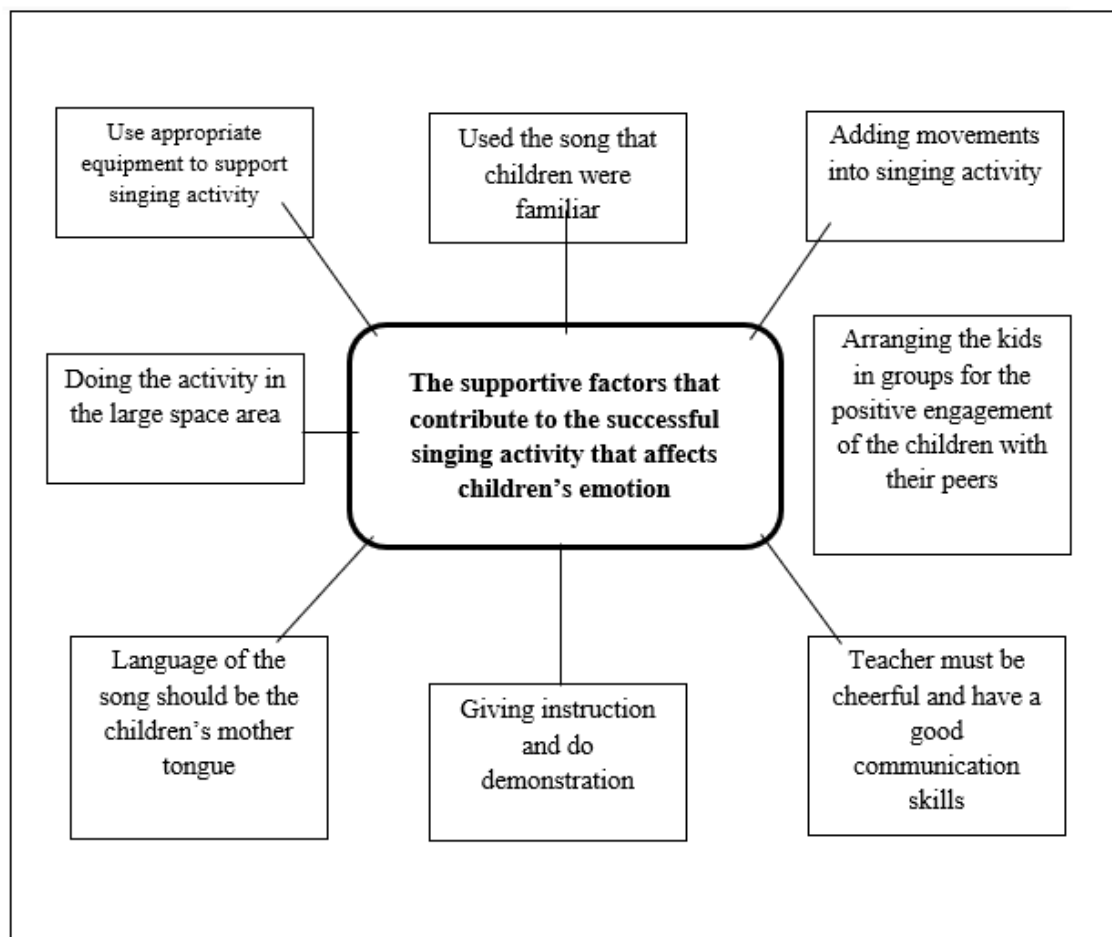 Use appropriate
equipment to support
singing activity
Used the song that
children were
familiar
Adding movements
into singing activity
Doing the activity in
the large space area
The supportive factors that
contribute to the successful
singing activity that affects
children’s emotion
Arranging the kids
in groups for the
positive engagement
of the children with
their peers
Language of the
song should be the
children’s mother
tongue
Giving instruction
and do
demonstration
Teacher must be
cheerful and have a
good
communication
skills